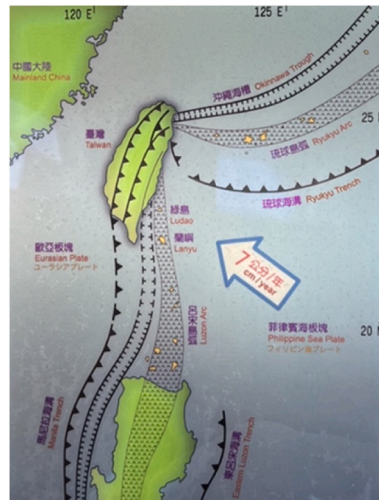 120 E
125 E
中國大陸
Mainland China
沖繩海槽 Okinnawa Trough
臺灣
Taiwan
琉球島弧 Ryukyu Arc
25
琉球海溝 Ryukyu Trench
綠島
Ludao
蘭嶼
Lanyu
歐亞板塊
Eurasian Plate
ユーラシアプレート
7 公分/年
cm/year
呂宋島弧
Luzon Arc
菲律賓海板塊
Philippine Sea Plate
フィリピン海プレート
20 N
馬尼拉海溝
Manila Trench
東呂宋海溝
Eastern Luzon Trench